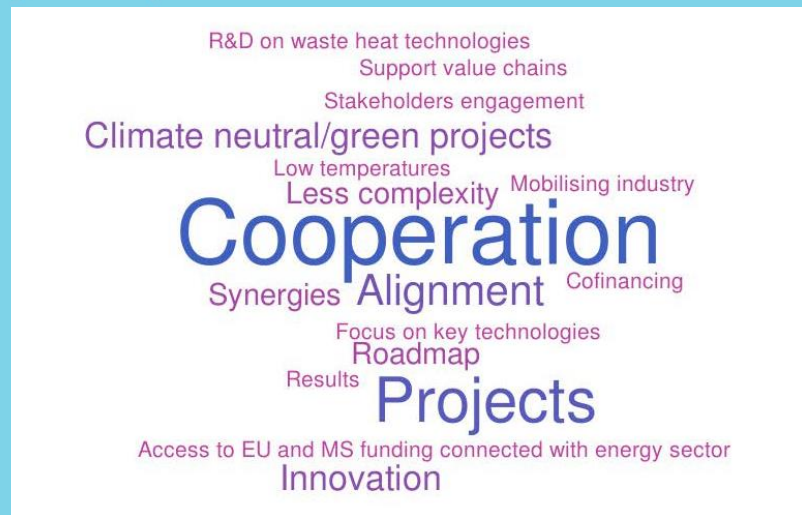 R&D on waste heat technologies
Support value chains
Stakeholders engagement
Climate neutral/green projects
Low temperatures
Less complexity
Mobilising industry
Cooperation
Synergies
Alignment
Cofinancing
Focus on key technologies
Roadmap
Results
Projects
Access to EU and MS funding connected with energy sector
Innovation